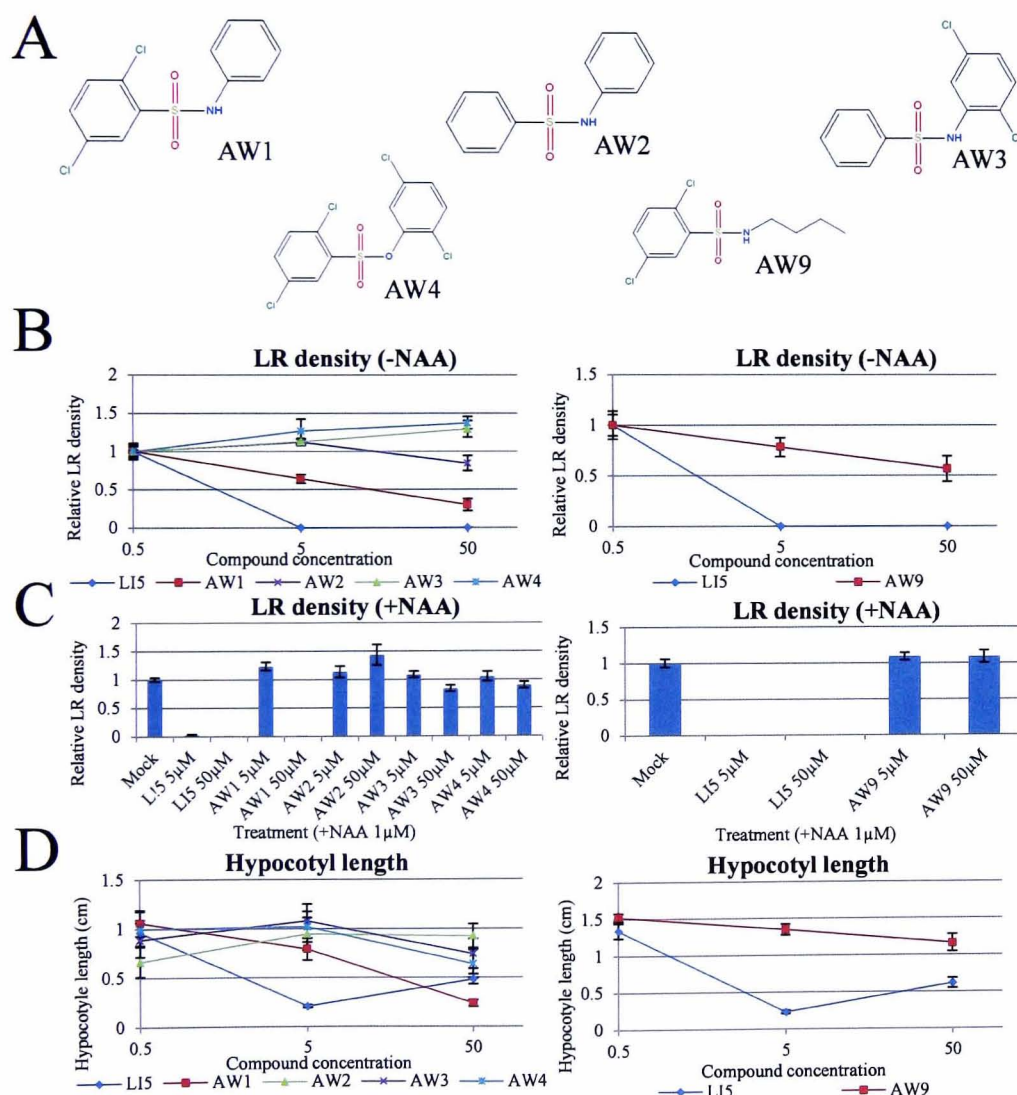 A
Cl
O
S
NH
O
Cl
AW1
O
S
NH
O
AW2
Cl
O
S
NH
O
AW3
Cl
Cl
O
S
O
O
Cl
Cl
AW4
Cl
O
S
N
H
O
Cl
AW9
B
LR density (-NAA)
Relative LR density
2
1.5
1
0.5
0
0.5
5
50
Compound concentration
LI5 AW1 AW2 AW3 AW4
LR density (-NAA)
Relative LR density
1.5
1
0.5
0
0.5
5
50
Compound concentration
LI5 AW9
C
LR density (+NAA)
Relative LR density
2
1.5
1
0.5
0
Mock
L!5 5µM
LI5 50µM
AW1 5µM
AW1 50µM
AW2 5µM
AW2 50µM
AW3 5µM
AW3 50µM
AW4 5µM
AW4 50µM
Treatment (+NAA 1µM)
LR density (+NAA)
Relative LR density
1.5
1
0.5
0
Mock
LI5 5µM
LI5 50µM
AW9 5µM
AW9 50µM
Treatment (+NAA 1µM)
D
Hypocotyl length
Hypocotyle length (cm)
1.5
1
0.5
0
0.5
5
50
Compound concentration
LI5 AW1 AW2 AW3 AW4
Hypocotyl length
Hypocotyle length (cm)
2
1.5
1
0.5
0
0.5
5
50
Compound concentration
LI5 AW9